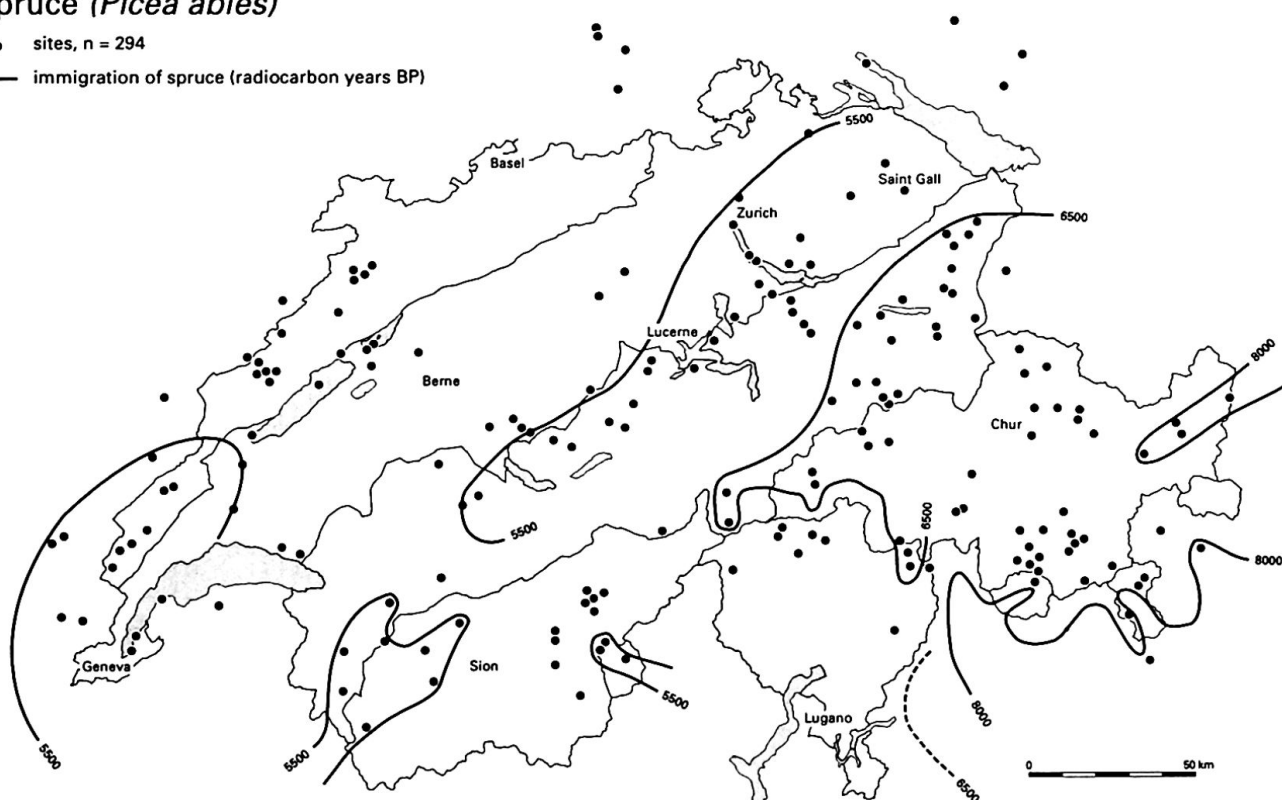 pruce (Picea abies)
sites, n = 294
immigration of spruce (radiocarbon years BP)
5500
Basel
Saint Gall
Zurich
6500
Lucerne
8000
Berne
Chur
6500
5500
8000
Geneva
Sion
5500
8000
Lugano
5500
5500
6500
0 50 km